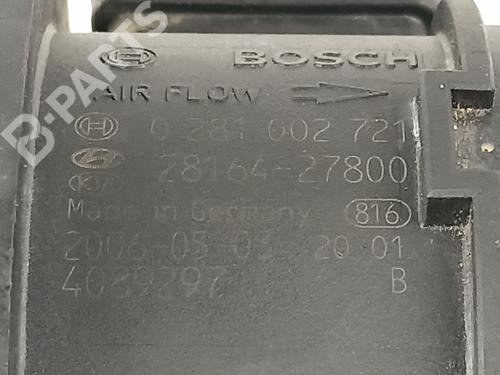 BOSCH
AIR FLOW
0 281 002 721
28164-27800
KIA
Made in Germany 816
2006-05-03 20 01
4089297 B
B-PARTS